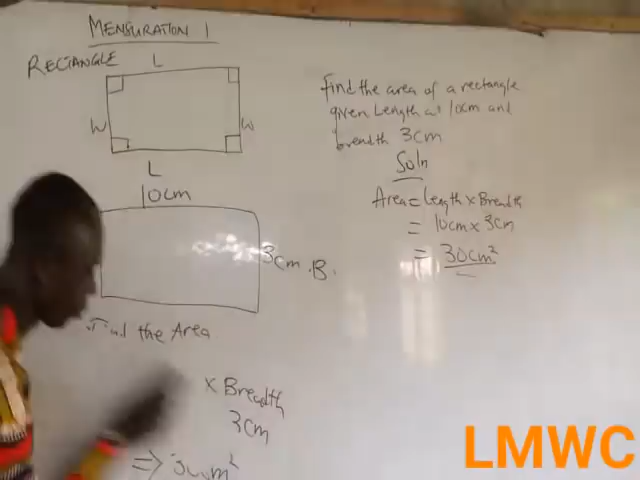 MENSURATION 1
RECTANGLE
L
W
W
L
10cm
3cm .B.
Find the Area
x Breadth
3cm
=> 30cm²
Find the area of a rectangle
given Length as 10cm and
breadth 3cm
Soln
Area = Length x Breadth
= 10cm x 3cm
= 30cm²
LMWC